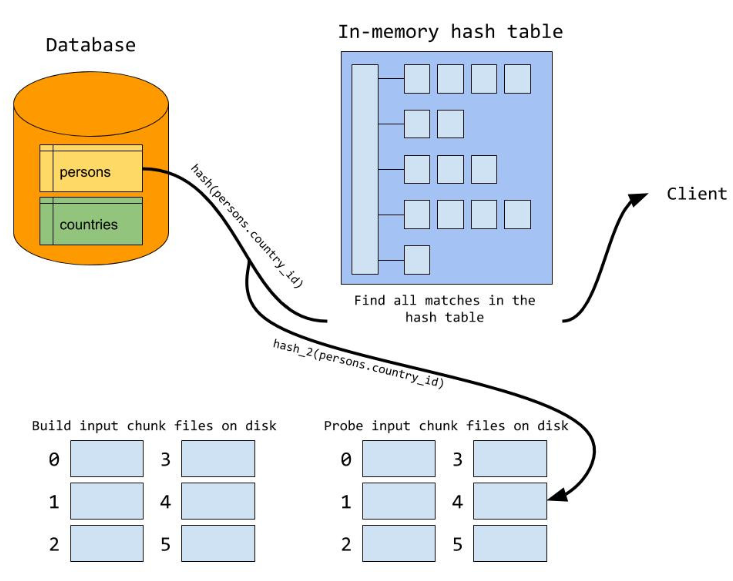 In-memory hash table
Database
persons
countries
hash(persons.country_id)
Client
Find all matches in the
hash table
hash_2(persons.country_id)
Build input chunk files on disk
Probe input chunk files on disk
0 3 0 3
1 4 1 4
2 5 2 5